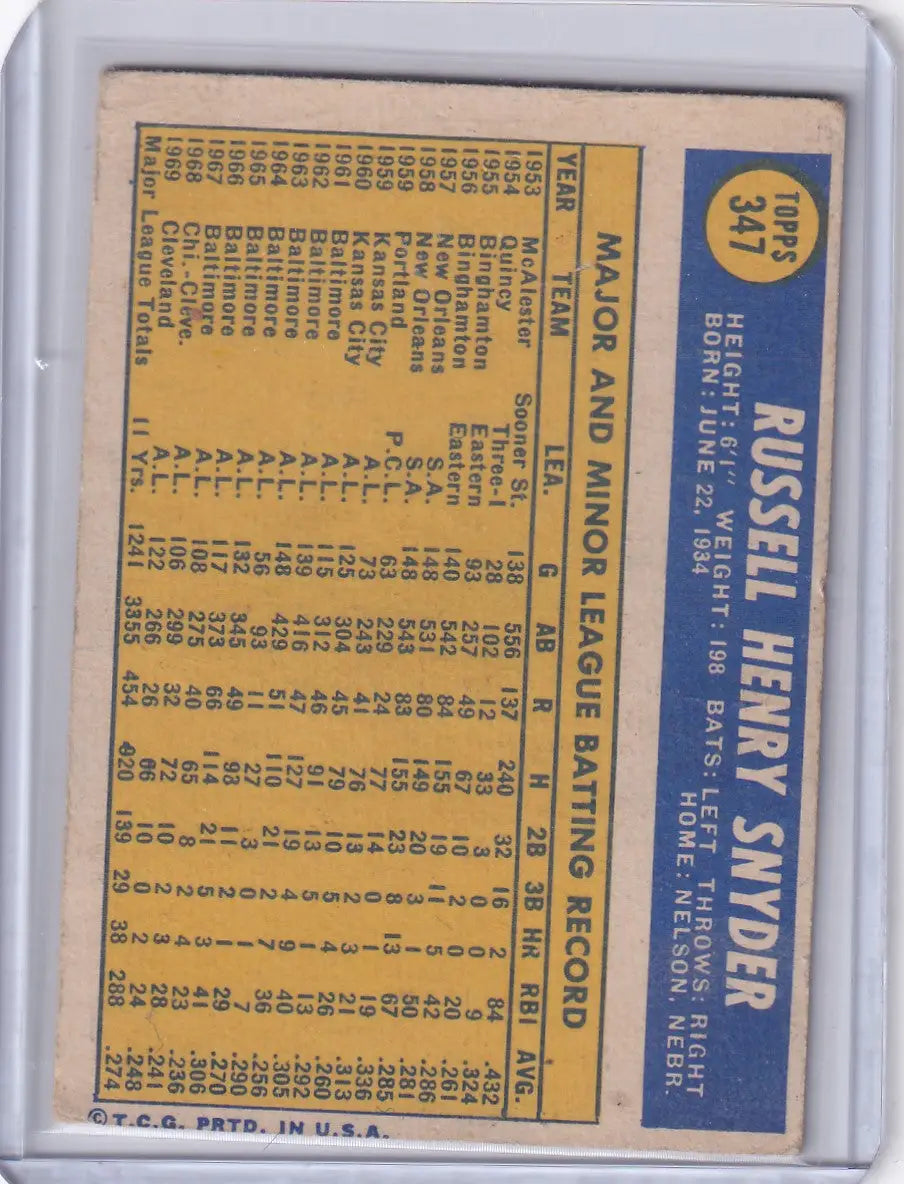 TOPPS
347
RUSSELL HENRY SNYDER
HEIGHT: 6'1" WEIGHT: 198 BATS: LEFT THROWS: RIGHT
BORN: JUNE 22, 1934 HOME: NELSON, NEBR.
MAJOR AND MINOR LEAGUE BATTING RECORD
YEAR TEAM LEA. G AB R H 2B 3B HR RBI AVG.
1953 McAlester Sooner St. 138 556 137 240 32 16 2 84 .432
1954 Quincy Three-I 28 102 12 33 3 0 0 9 .324
1955 Binghamton Eastern 93 257 49 67 10 2 0 20 .261
1956 Binghamton Eastern 140 542 84 155 19 11 5 42 .286
1957 New Orleans S.A. 148 531 80 149 20 3 1 50 .281
1958 New Orleans S.A. 148 543 83 155 23 8 13 67 .285
1959 Portland P.C.L. 63 229 24 77 14 0 1 19 .336
1959 Kansas City A.L. 73 243 41 76 13 2 3 21 .313
1960 Kansas City A.L. 125 304 45 79 10 5 4 26 .260
1961 Baltimore A.L. 115 312 46 91 13 5 1 13 .292
1962 Baltimore A.L. 139 416 47 127 19 4 9 40 .305
1963 Baltimore A.L. 148 429 51 110 21 2 7 36 .256
1964 Baltimore A.L. 56 93 11 27 3 0 1 7 .290
1965 Baltimore A.L. 132 345 49 93 11 2 1 29 .270
1966 Baltimore A.L. 117 373 66 114 21 5 3 41 .306
1967 Baltimore A.L. 108 275 40 65 8 2 4 23 .236
1968 Chi.-Cleve. A.L. 106 299 32 72 10 2 3 28 .241
1969 Cleveland A.L. 122 266 26 66 10 0 2 24 .248
Major League Totals 11 Yrs. 1241 3355 454 920 139 29 38 288 .274
© T.C.G. PRTD. IN U.S.A.